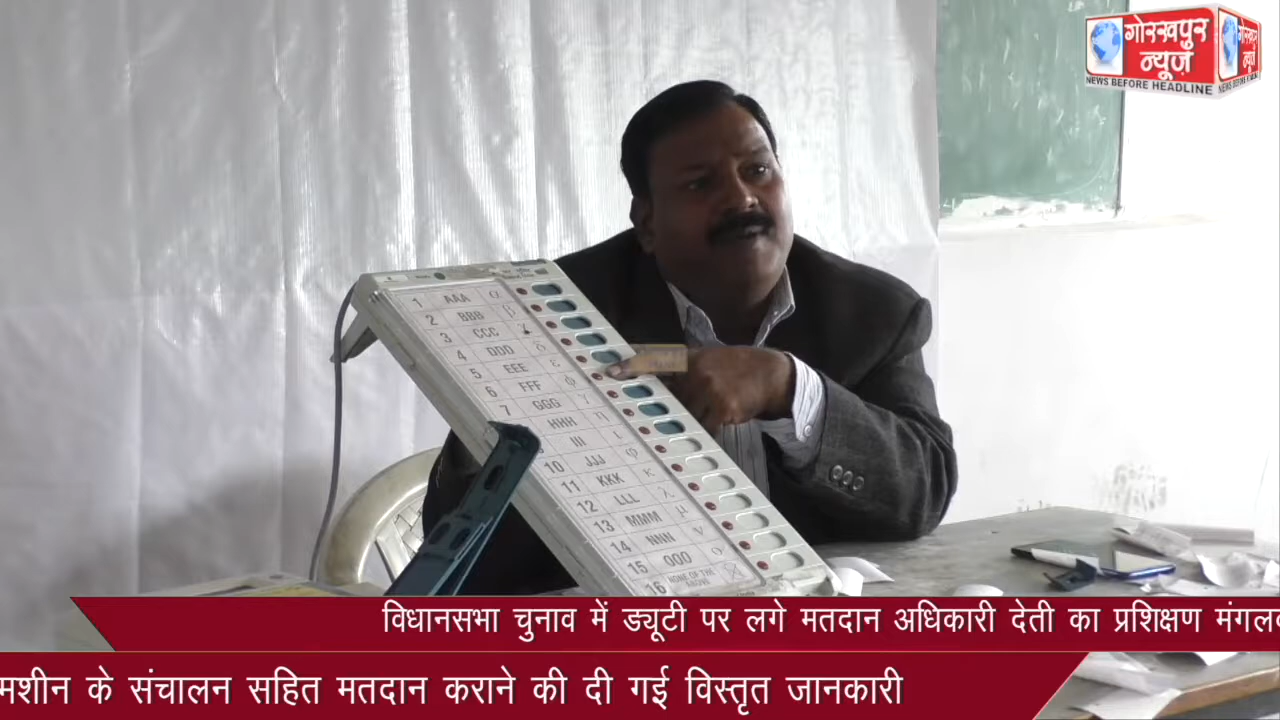 गोरखपुर
न्यूज़
NEWS BEFORE HEADLINE
1 AAA α
2 BBB β
3 CCC γ
4 DDD δ
5 EEE ε
6 FFF
7 GGG
HHH η
III ι
10 JJJ φ
11 KKK κ
12 LLL λ
13 MMM μ
14 NNN ν
15 OOO ο
16 NONE OF THE ABOVE
विधानसभा चुनाव में ड्यूटी पर लगे मतदान अधिकारी देती का प्रशिक्षण मंगलव
मशीन के संचालन सहित मतदान कराने की दी गई विस्तृत जानकारी